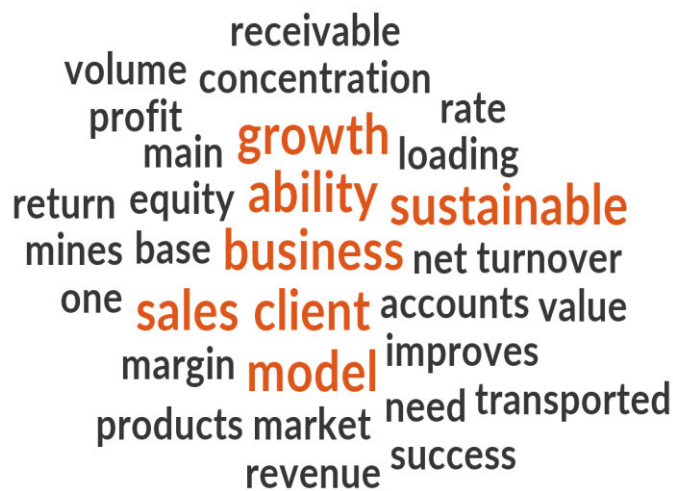 receivable
volume concentration
profit rate
main growth loading
return equity ability sustainable
mines base business net turnover
one sales client accounts value
margin model improves
products market need transported
revenue success